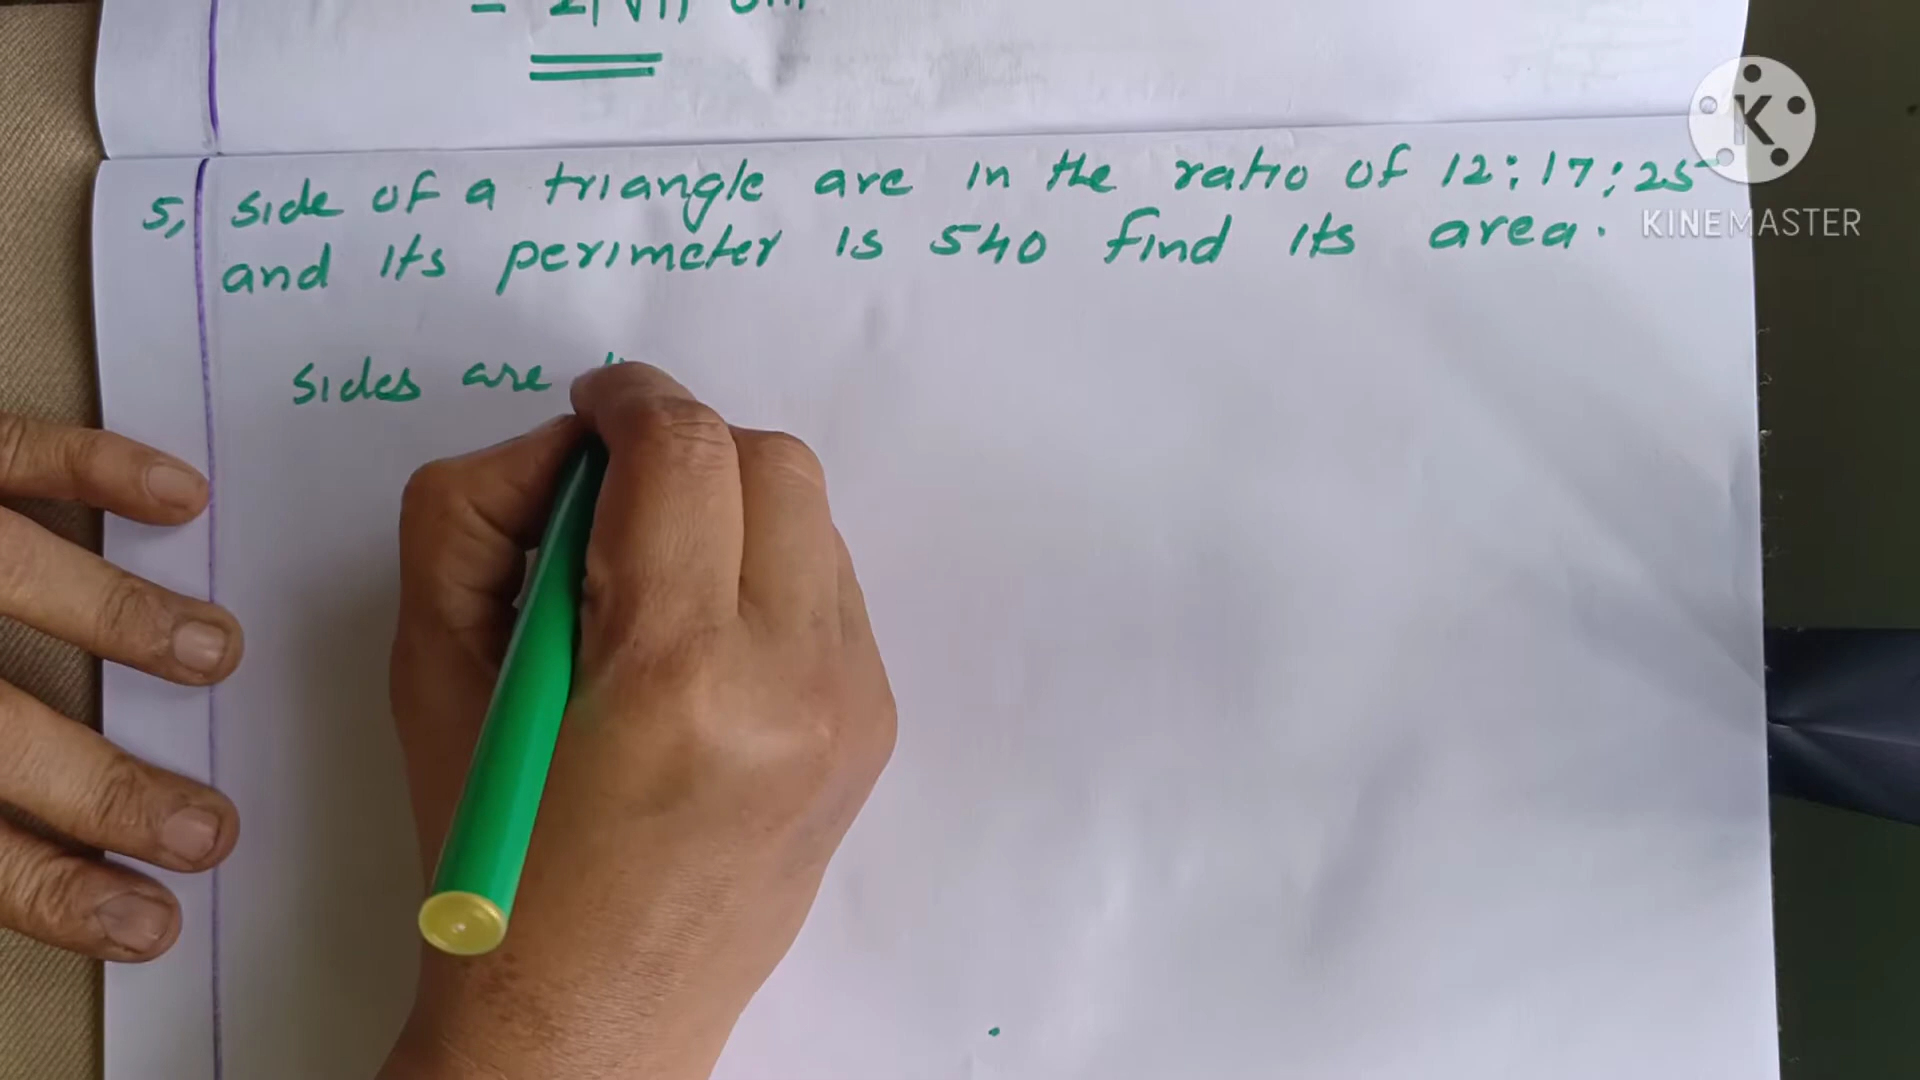 5, side of a triangle are in the ratio of 12:17:25
and its perimeter is 540 find its area.
sides are
K
KINEMASTER